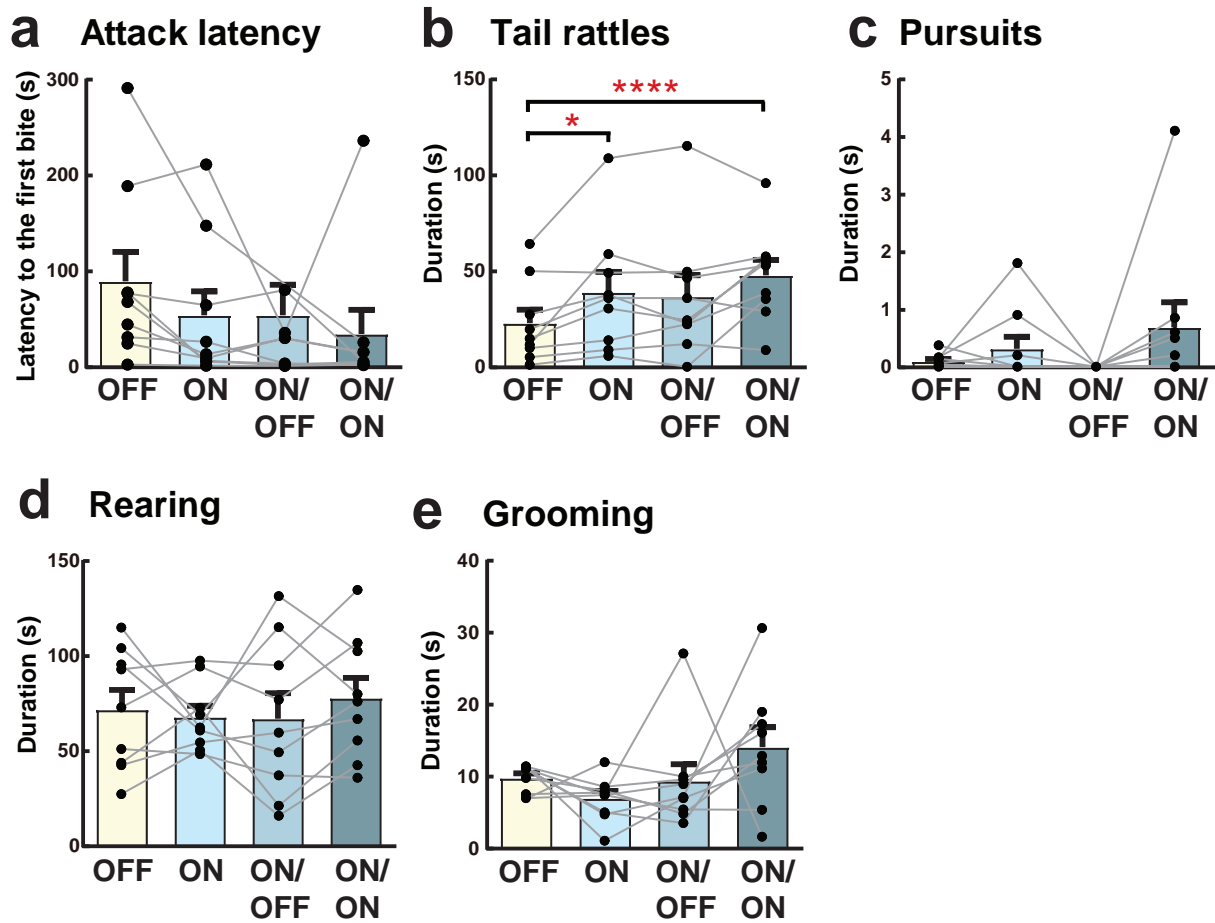 a Attack latency
Latency to the first bite (s)
300
200
100
0
OFF
ON
ON/
OFF
ON/
ON
b Tail rattles
Duration (s)
150
100
50
0
*
****
OFF
ON
ON/
OFF
ON/
ON
c Pursuits
Duration (s)
5
4
3
2
1
0
OFF
ON
ON/
OFF
ON/
ON
d Rearing
Duration (s)
150
100
50
0
OFF
ON
ON/
OFF
ON/
ON
e Grooming
Duration (s)
40
30
20
10
0
OFF
ON
ON/
OFF
ON/
ON